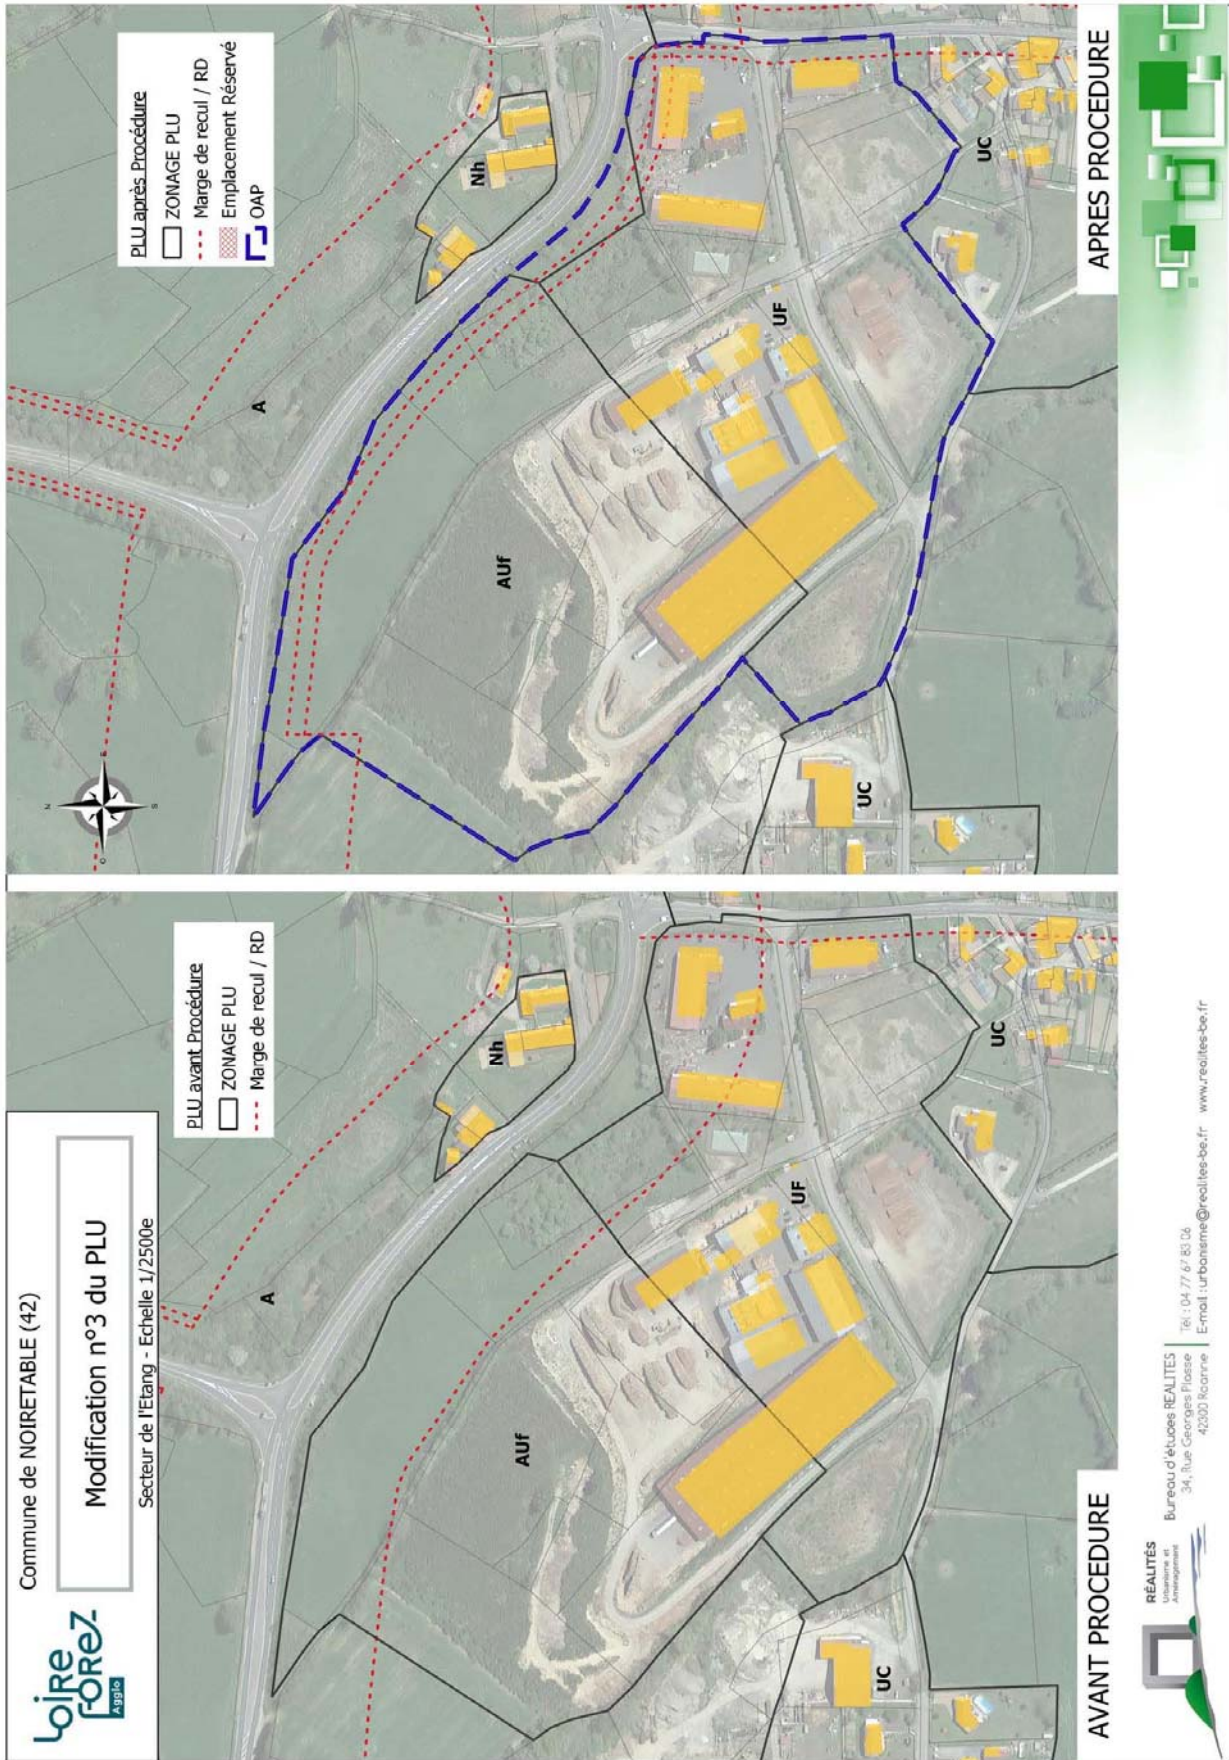 Commune de NOIRETABLE (42)
LOIRE
FOREZ
Agglo
Modification n°3 du PLU
Secteur de l'Etang - Echelle 1/2500e
PLU avant Procédure
ZONAGE PLU
Marge de recul / RD
A
Nh
AUf
UF
UC
UC
AVANT PROCEDURE
PLU après Procédure
ZONAGE PLU
Marge de recul / RD
Emplacement Réservé
OAP
N
S
O
A
Nh
AUf
UF
UC
UC
APRES PROCEDURE
RÉALITÉS
Urbanisme et
Aménagement
Bureau d'études REALITES
34, Rue Georges Plasse
42300 Roanne
Tél : 04 77 67 83 06
E-mail : urbanisme@realites-be.fr www.realites-be.fr